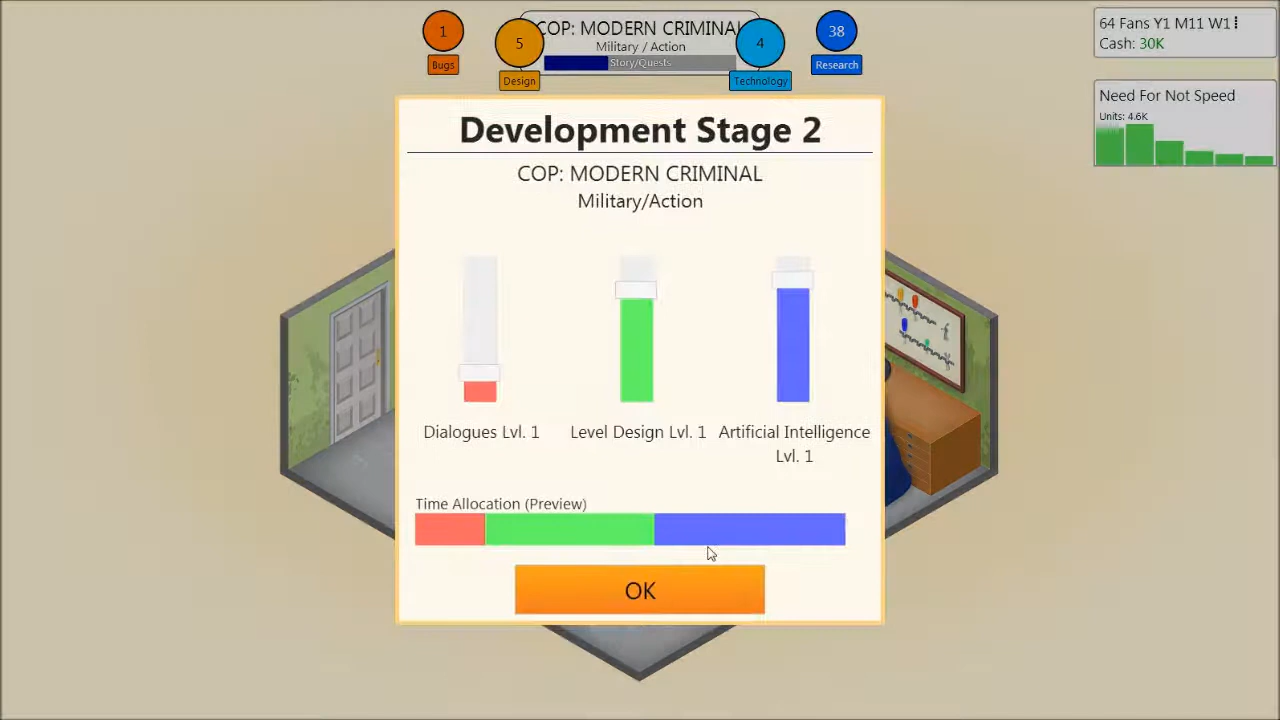 1
Bugs
5
Design
COP: MODERN CRIMINAL
Military / Action
Story/Quests
4
Technology
38
Research
64 Fans Y1 M11 W1
Cash: 30K
Need For Not Speed
Units: 4.6K
Development Stage 2
COP: MODERN CRIMINAL
Military/Action
Dialogues Lvl. 1
Level Design Lvl. 1
Artificial Intelligence
Lvl. 1
Time Allocation (Preview)
OK